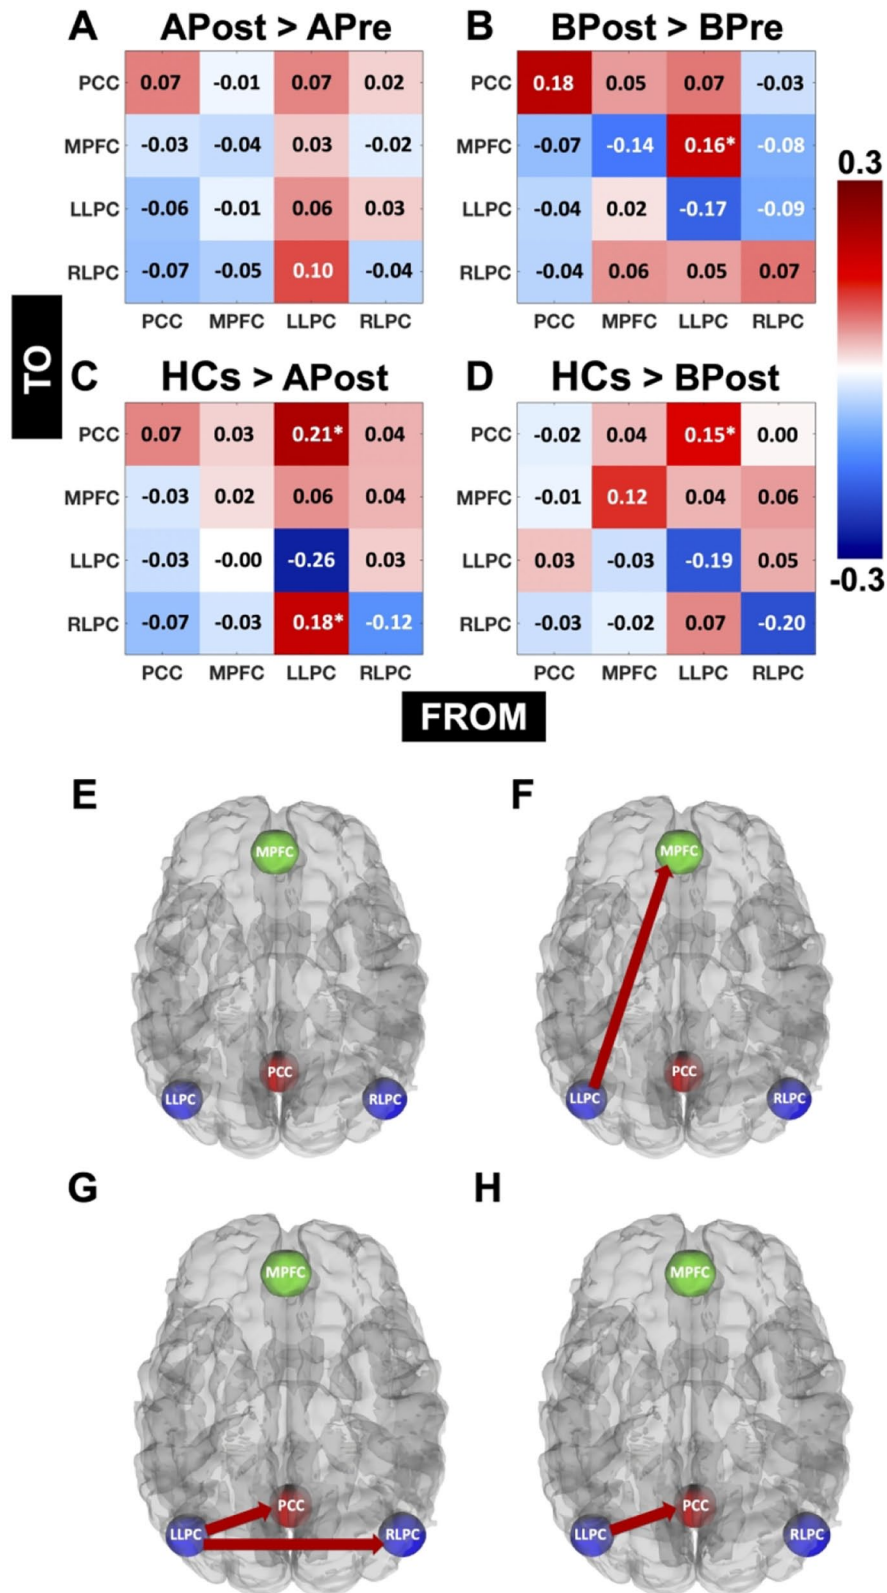 A APost > APre
PCC 0.07 -0.01 0.07 0.02
MPFC -0.03 -0.04 0.03 -0.02
LLPC -0.06 -0.01 0.06 0.03
RLPC -0.07 -0.05 0.10 -0.04
PCC MPFC LLPC RLPC
B BPost > BPre
PCC 0.18 0.05 0.07 -0.03
MPFC -0.07 -0.14 0.16* -0.08
LLPC -0.04 0.02 -0.17 -0.09
RLPC -0.04 0.06 0.05 0.07
PCC MPFC LLPC RLPC
0.3
-0.3
TO
C HCs > APost
PCC 0.07 0.03 0.21* 0.04
MPFC -0.03 0.02 0.06 0.04
LLPC -0.03 -0.00 -0.26 0.03
RLPC -0.07 -0.03 0.18* -0.12
PCC MPFC LLPC RLPC
D HCs > BPost
PCC -0.02 0.04 0.15* 0.00
MPFC -0.01 0.12 0.04 0.06
LLPC 0.03 -0.03 -0.19 0.05
RLPC -0.03 -0.02 0.07 -0.20
PCC MPFC LLPC RLPC
FROM
E
MPFC
PCC
LLPC RLPC
F
MPFC
PCC
LLPC RLPC
G
MPFC
PCC
LLPC RLPC
H
MPFC
PCC
LLPC RLPC